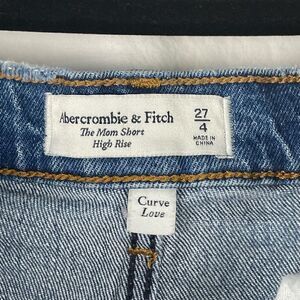 Abercrombie & Fitch
The Mom Short
High Rise
27
4
MADE IN
CHINA
Curve
Love